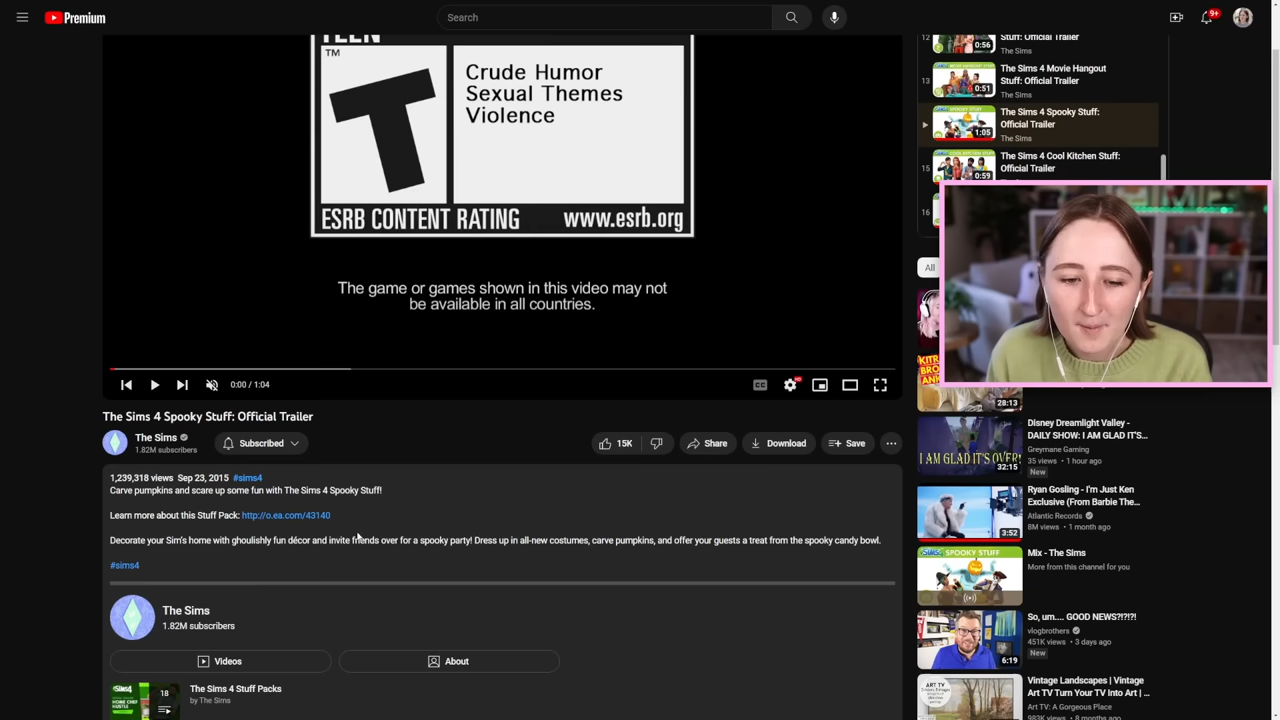 Premium
Search
9+
TEEN
TM
T
Crude Humor
Sexual Themes
Violence
ESRB CONTENT RATING www.esrb.org
The game or games shown in this video may not
be available in all countries.
0:00 / 1:04
CC
HD
The Sims 4 Spooky Stuff: Official Trailer
The Sims
1.82M subscribers
Subscribed
15K
Share
Download
Save
1,239,318 views Sep 23, 2015 #sims4
Carve pumpkins and scare up some fun with The Sims 4 Spooky Stuff!
Learn more about this Stuff Pack: http://o.ea.com/43140
Decorate your Sim's home with ghoulishly fun décor and invite friends over for a spooky party! Dress up in all-new costumes, carve pumpkins, and offer your guests a treat from the spooky candy bowl.
#sims4
The Sims
1.82M subscribers
Videos
About
18
The Sims 4 Stuff Packs
by The Sims
12
0:56
Stuff: Official Trailer
The Sims
13
0:51
The Sims 4 Movie Hangout
Stuff: Official Trailer
The Sims
1:05
The Sims 4 Spooky Stuff:
Official Trailer
The Sims
15
0:59
The Sims 4 Cool Kitchen Stuff:
Official Trailer
16
All
28:13
I AM GLAD IT'S OVER!
32:15
Disney Dreamlight Valley -
DAILY SHOW: I AM GLAD IT'S...
Greymane Gaming
35 views • 1 hour ago
New
3:52
Ryan Gosling - I'm Just Ken
Exclusive (From Barbie The...
Atlantic Records
8M views • 1 month ago
SPOOKY STUFF
Mix - The Sims
More from this channel for you
6:19
So, um.... GOOD NEWS?!?!?!
vlogbrothers
451K views • 3 days ago
New
ART TV
Vintage Landscapes | Vintage
Art TV Turn Your TV Into Art | ...
Art TV: A Gorgeous Place
983K views • 8 months ago